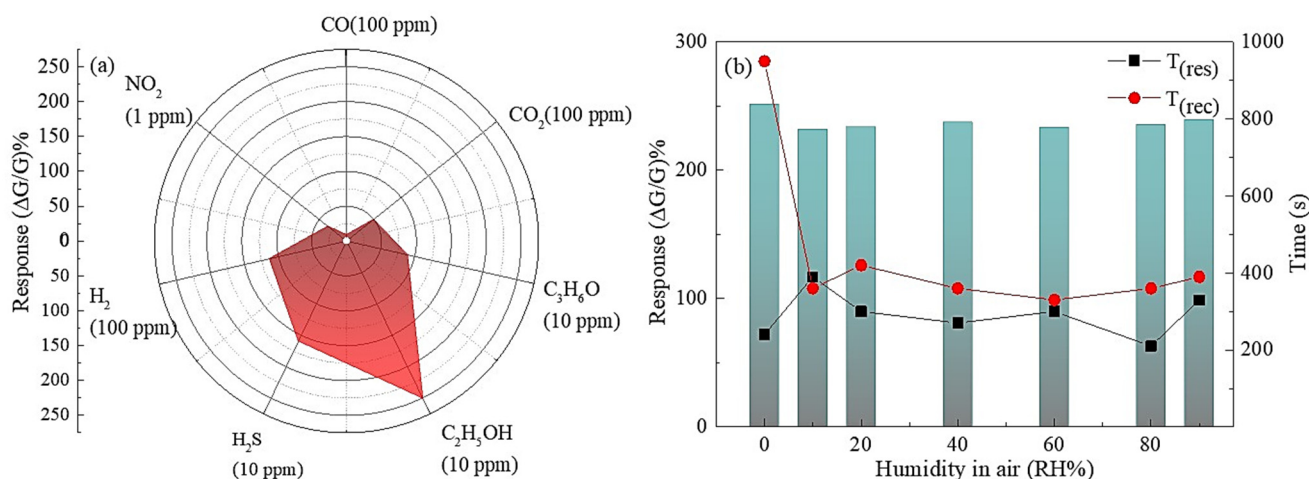 (a)
CO(100 ppm)
NO₂
(1 ppm)
CO₂(100 ppm)
C₃H₆O
(10 ppm)
C₂H₅OH
(10 ppm)
H₂S
(10 ppm)
H₂
(100 ppm)
Response (ΔG/G)%
250
200
150
100
50
0
50
100
150
200
250
(b)
T(res)
T(rec)
Response (ΔG/G)%
300
200
100
0
Time (s)
1000
800
600
400
200
0 20 40 60 80
Humidity in air (RH%)